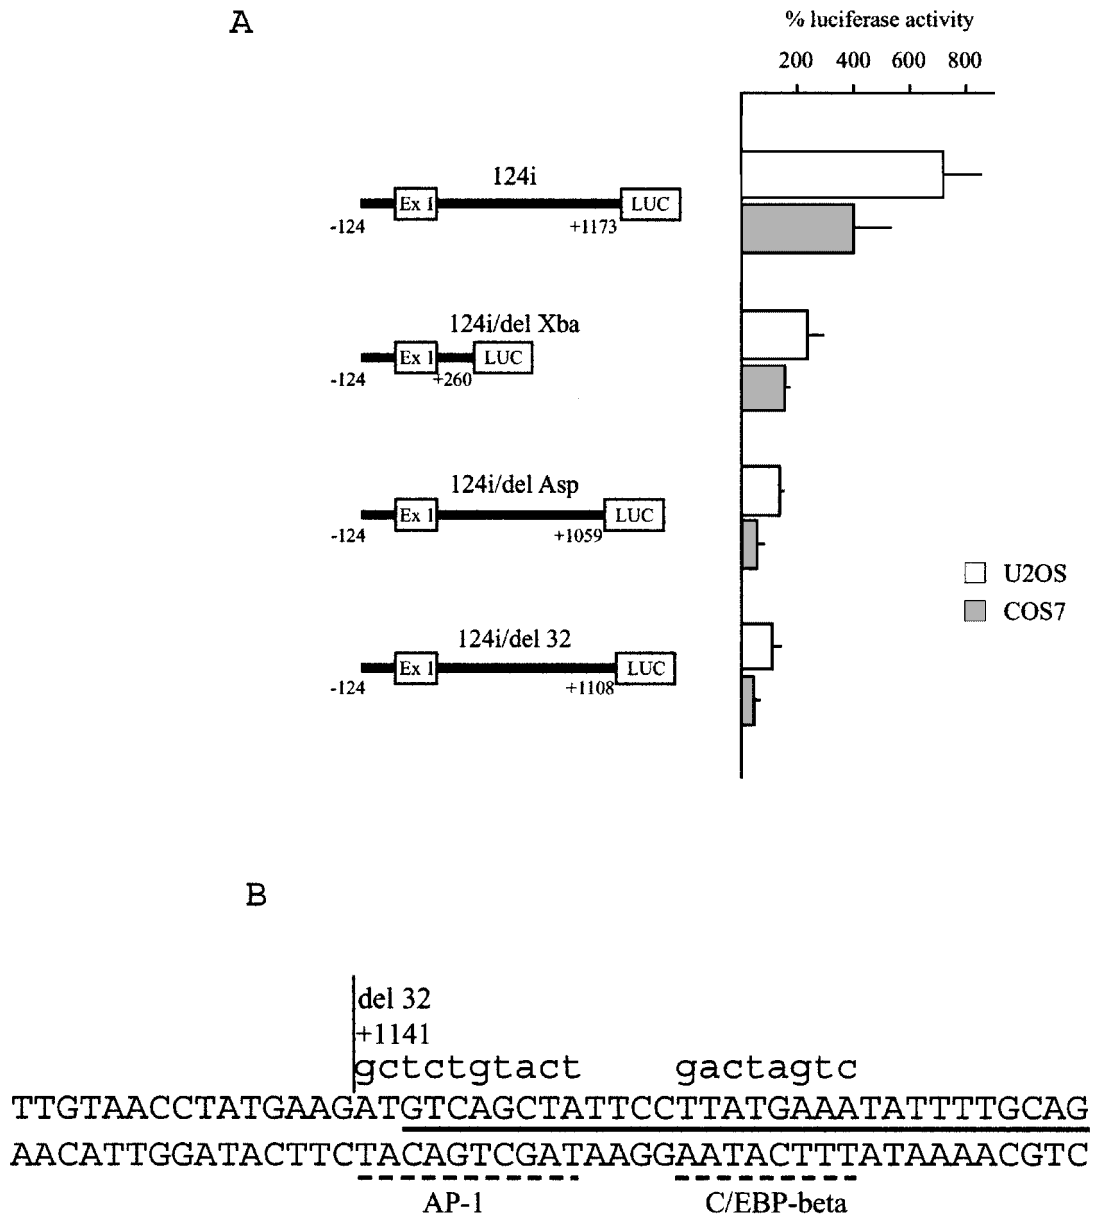 A
% luciferase activity
200 400 600 800
124i
Ex 1 LUC
-124 +1173
124i/del Xba
Ex 1 LUC
-124 +260
124i/del Asp
Ex 1 LUC
-124 +1059
U2OS
COS7
124i/del 32
Ex 1 LUC
-124 +1108
B
del 32
+1141
gctctgtact gactagtc
TTGTAACCTATGAAGATGTCAGCTATTCCTTATGAAATATTTTGCAG
AACATTGGATACTTCTACAGTCGATAAGGAATACTTTATAAAACGTC
AP-1 C/EBP-beta